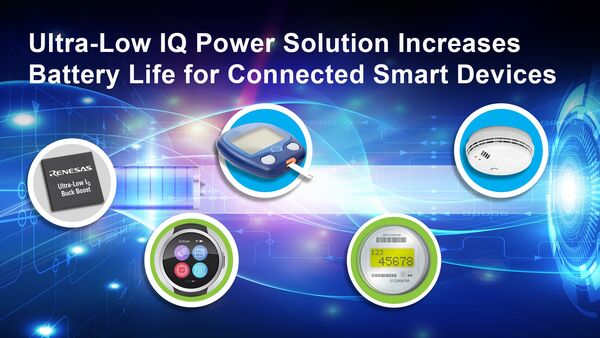 Ultra-Low IQ Power Solution Increases
Battery Life for Connected Smart Devices
RENESAS
Ultra-Low IQ
Buck Boost
123
45678